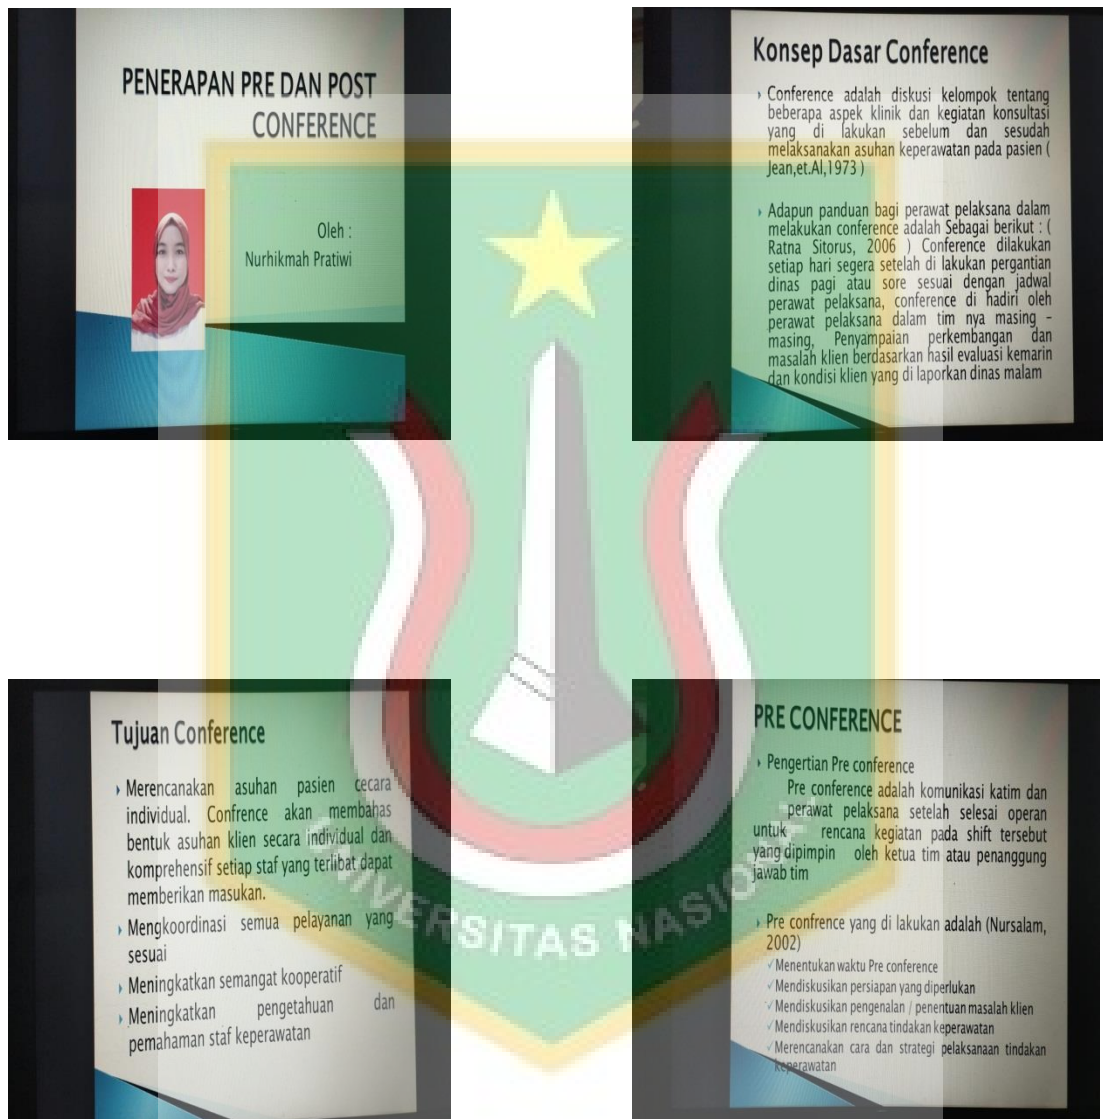 PENERAPAN PRE DAN POST
CONFERENCE
Oleh :
Nurhikmah Pratiwi
Konsep Dasar Conference
Conference adalah diskusi kelompok tentang
beberapa aspek klinik dan kegiatan konsultasi
yang di lakukan sebelum dan sesudah
melaksanakan asuhan keperawatan pada pasien (
Jean,et.Al,1973 )
Adapun panduan bagi perawat pelaksana dalam
melakukan conference adalah Sebagai berikut : (
Ratna Sitorus, 2006 ) Conference dilakukan
setiap hari segera setelah di lakukan pergantian
dinas pagi atau sore sesuai dengan jadwal
perawat pelaksana, conference di hadiri oleh
perawat pelaksana dalam tim nya masing –
masing, Penyampaian perkembangan dan
masalah klien berdasarkan hasil evaluasi kemarin
dan kondisi klien yang di laporkan dinas malam
Tujuan Conference
Merencanakan asuhan pasien cecara
individual. Confrence akan membahas
bentuk asuhan klien secara individual dan
komprehensif setiap staf yang terlibat dapat
memberikan masukan.
Mengkoordinasi semua pelayanan yang
sesuai
Meningkatkan semangat kooperatif
Meningkatkan pengetahuan dan
pemahaman staf keperawatan
PRE CONFERENCE
Pengertian Pre conference
Pre conference adalah komunikasi katim dan
perawat pelaksana setelah selesai operan
untuk rencana kegiatan pada shift tersebut
yang dipimpin oleh ketua tim atau penanggung
jawab tim
Pre confrence yang di lakukan adalah (Nursalam,
2002)
✓Menentukan waktu Pre conference
✓Mendiskusikan persiapan yang diperlukan
✓Mendiskusikan pengenalan / penentuan masalah klien
✓Mendiskusikan rencana tindakan keperawatan
✓Merencanakan cara dan strategi pelaksanaan tindakan
keperawatan
UNIVERSITAS NASIONAL